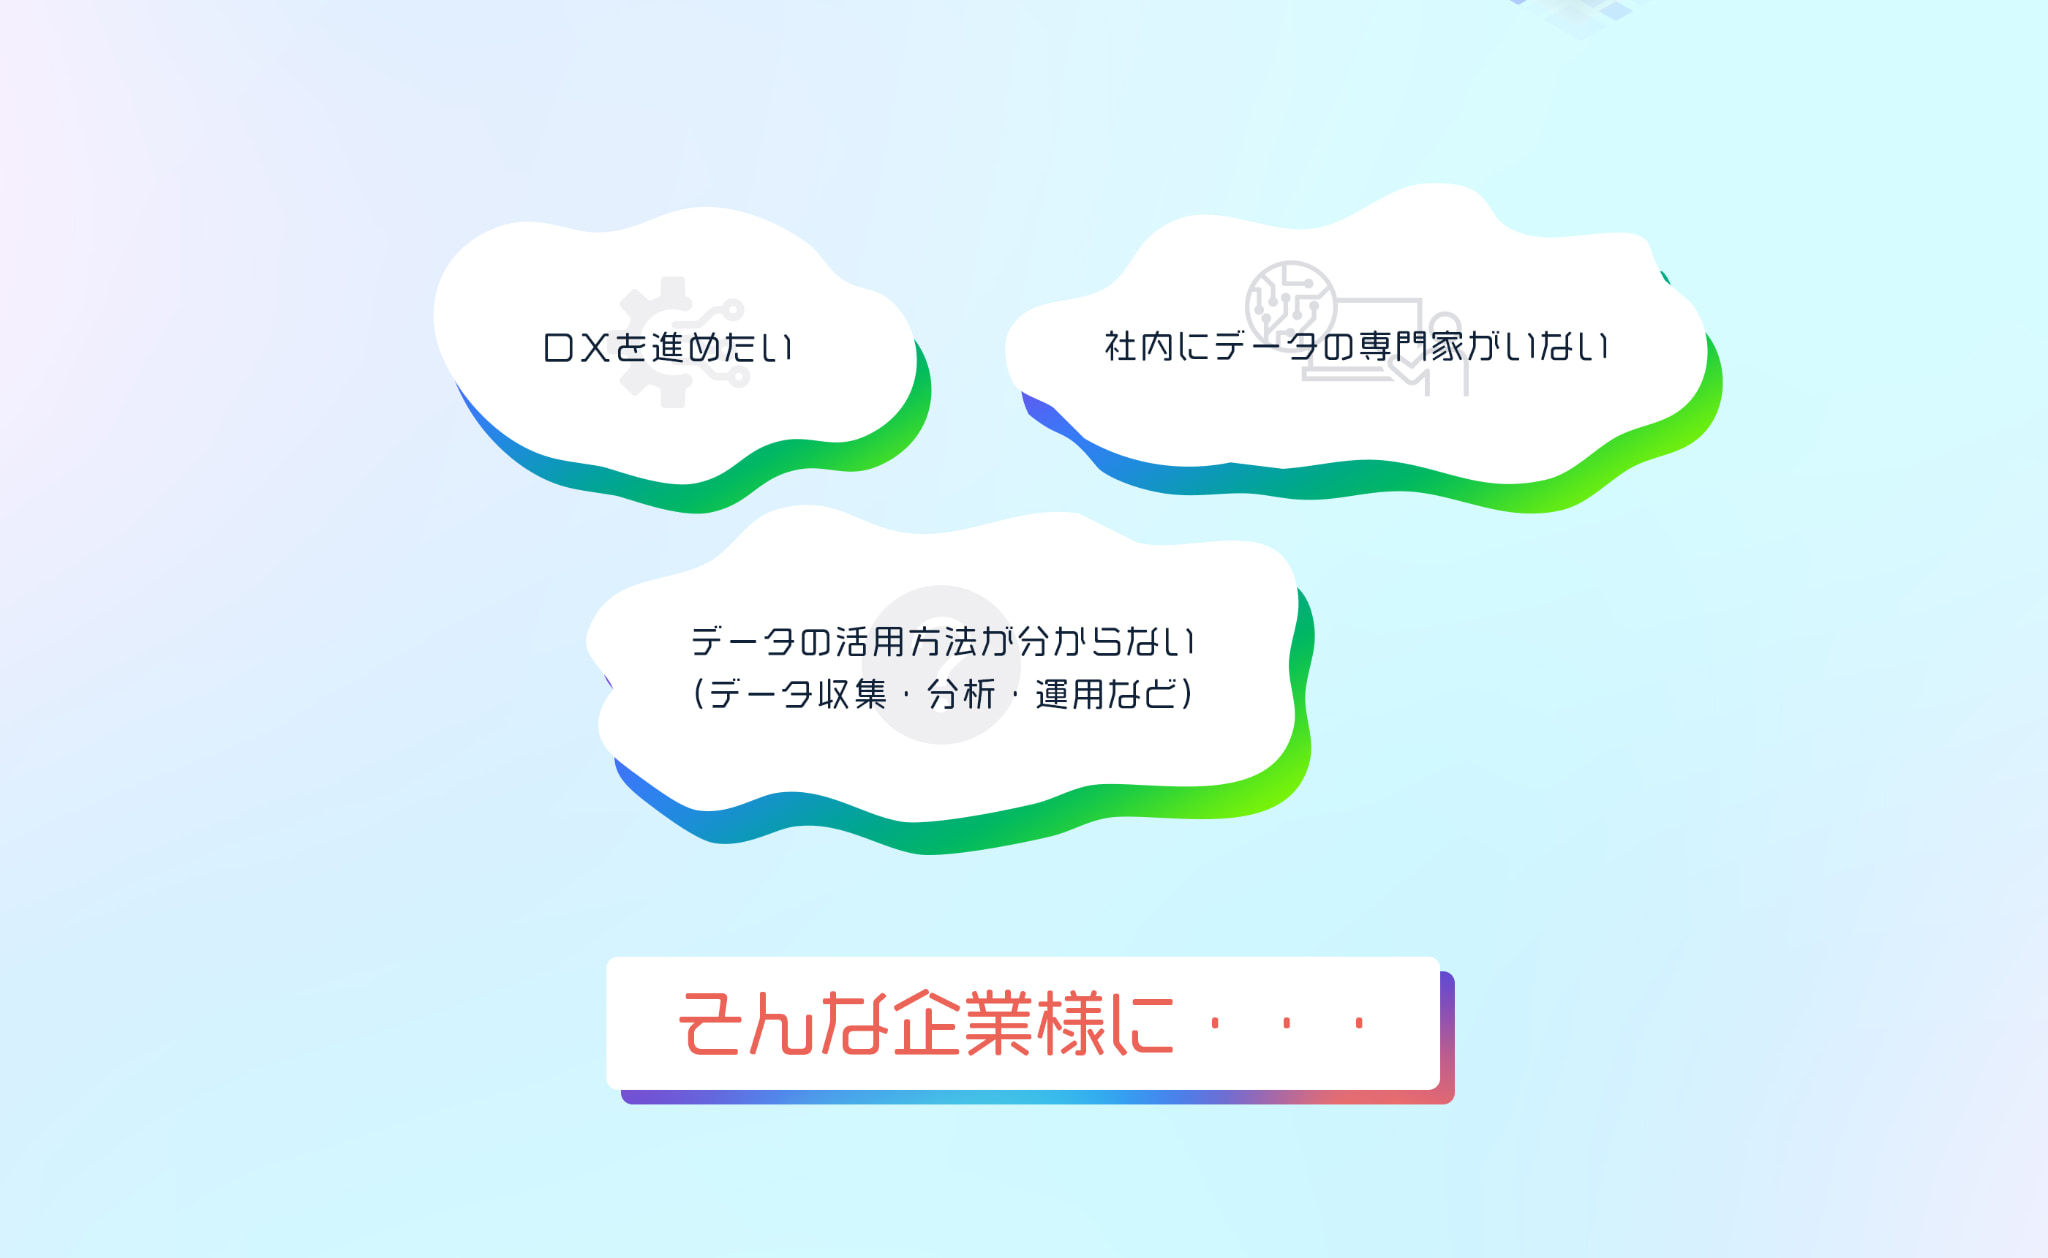 DXを進めたい
社内にデータの専門家がいない
データの活用方法が分からない
(データ収集・分析・運用など)
そんな企業様に・・・